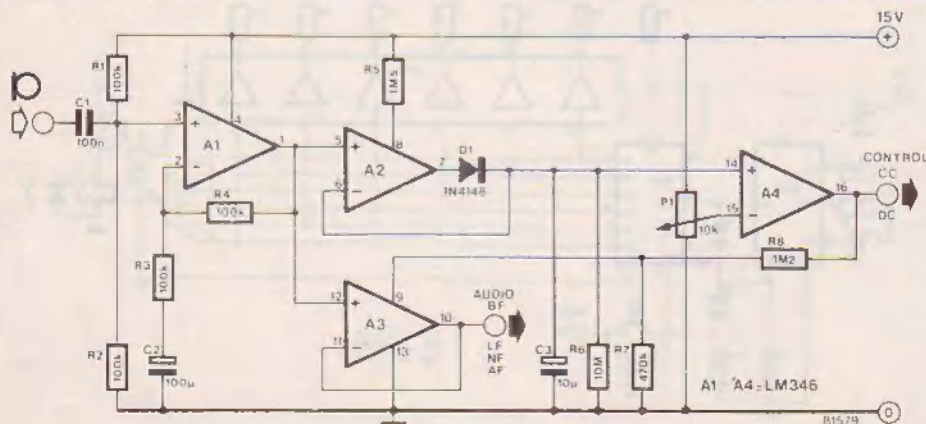 15V
+
R1
100k
C1
100n
3
+
2
−
A1
4
1
R4
100k
R3
100k
C2
100µ
R2
100k
R5
1M5
8
5
+
6
−
A2
7
D1
1N4148
12
+
11
−
A3
9
10
13
AUDIO
BF
LF
NF
AF
C3
10µ
R6
10M
R7
470k
P1
10k
14
+
15
−
A4
16
R8
1M2
CONTROL
CC
DC
A1...A4=LM346
81579
0